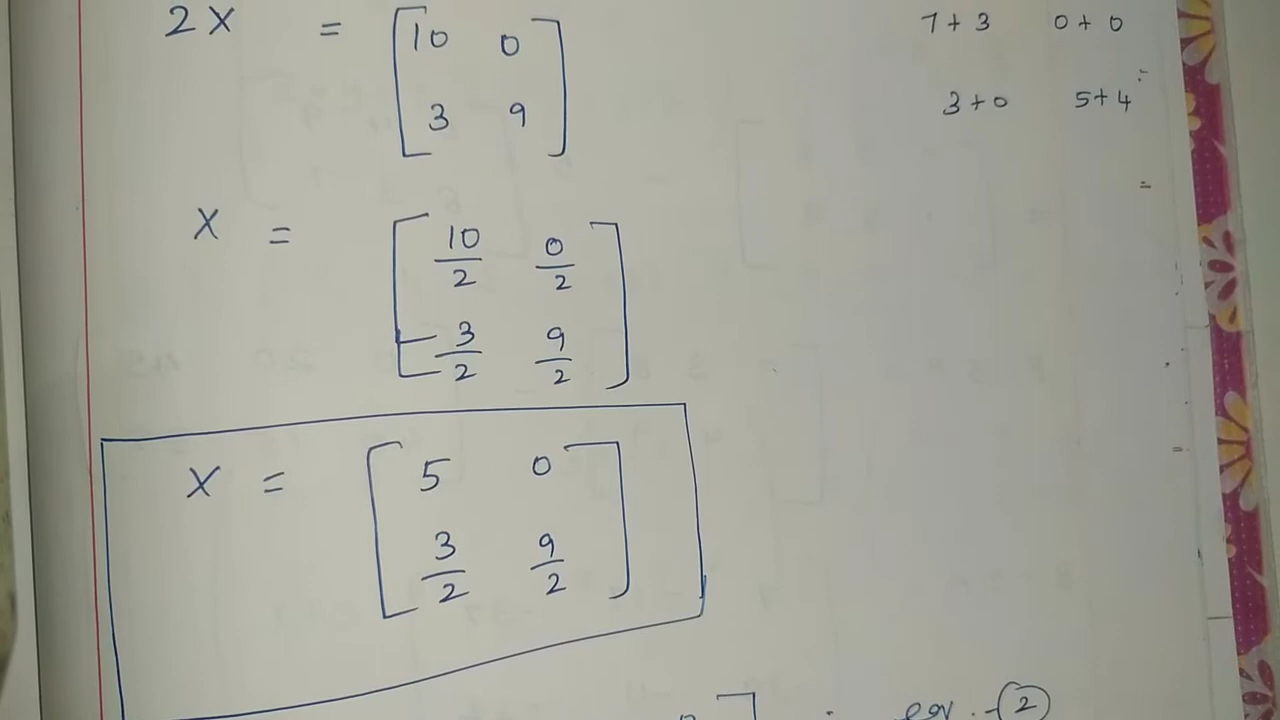 2X = [10 0
3 9]
7+3 0+0
3+0 5+4
X = [10/2 0/2
3/2 9/2]
X = [5 0
3/2 9/2]
eqv. - (2)